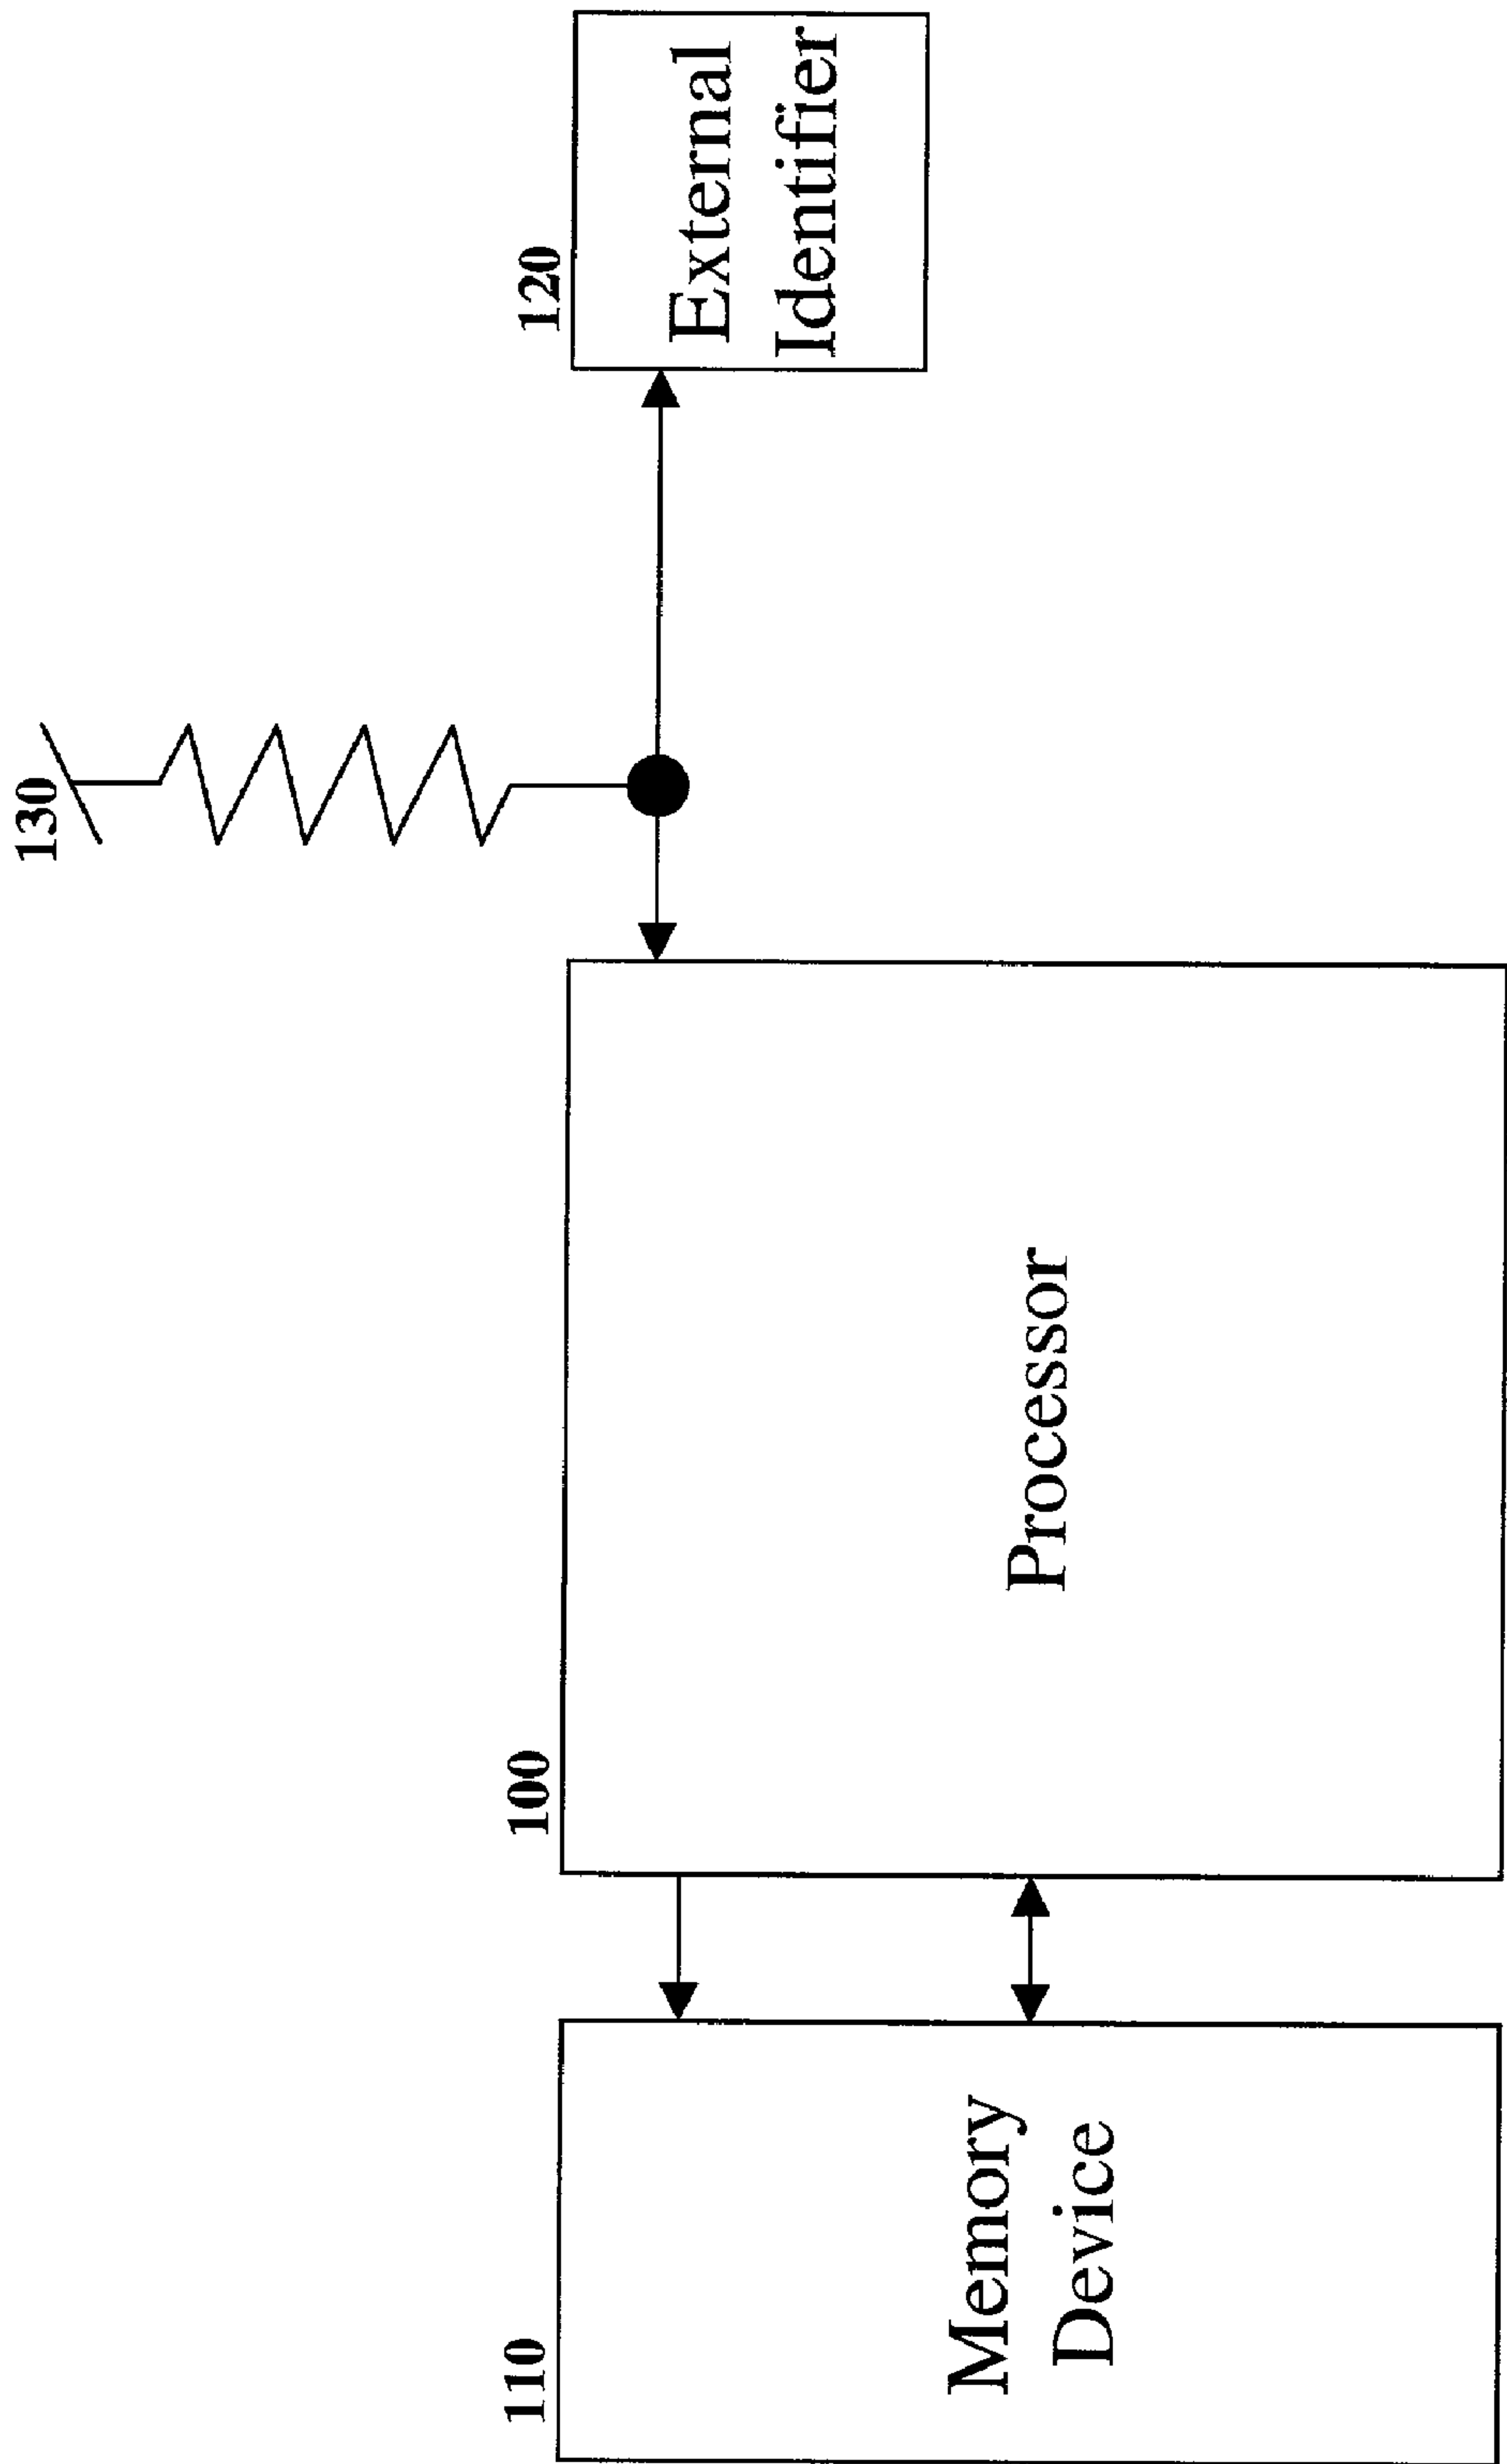 110
Memory
Device
100
Processor
130
120
External
Identifier